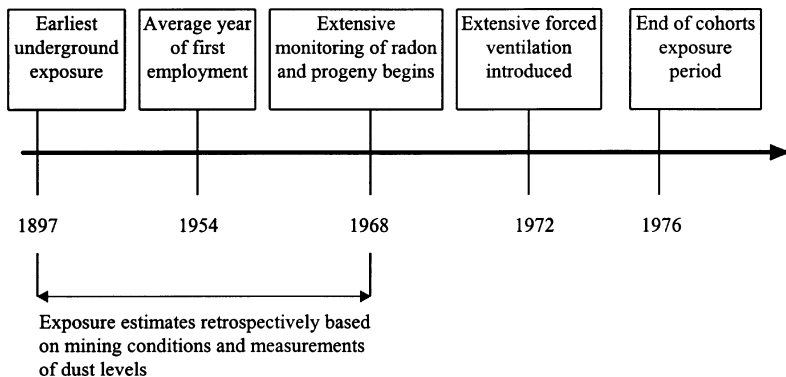 Earliest
underground
exposure
Average year
of first
employment
Extensive
monitoring of radon
and progeny begins
Extensive forced
ventilation
introduced
End of cohorts
exposure
period
1897
1954
1968
1972
1976
Exposure estimates retrospectively based
on mining conditions and measurements
of dust levels